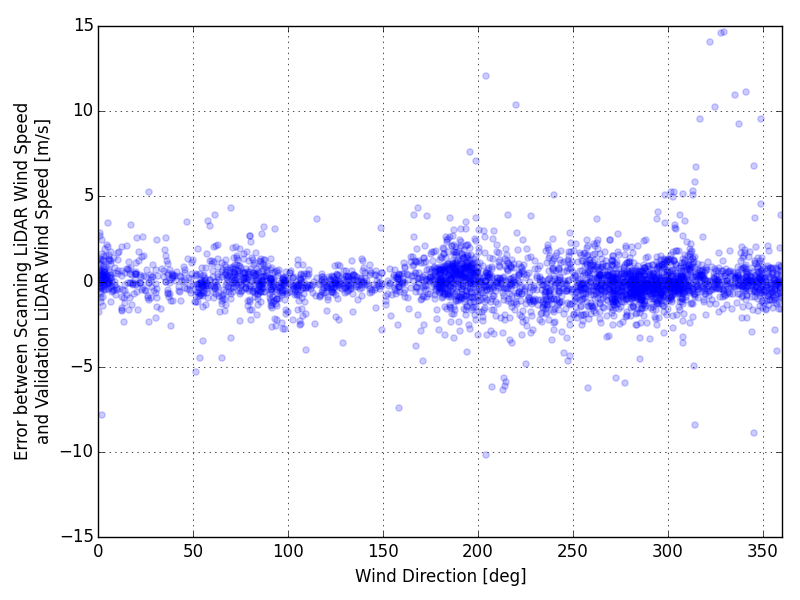 Error between Scanning LiDAR Wind Speed
and Validation LiDAR Wind Speed [m/s]
15
10
5
0
−5
−10
−15
0 50 100 150 200 250 300 350
Wind Direction [deg]